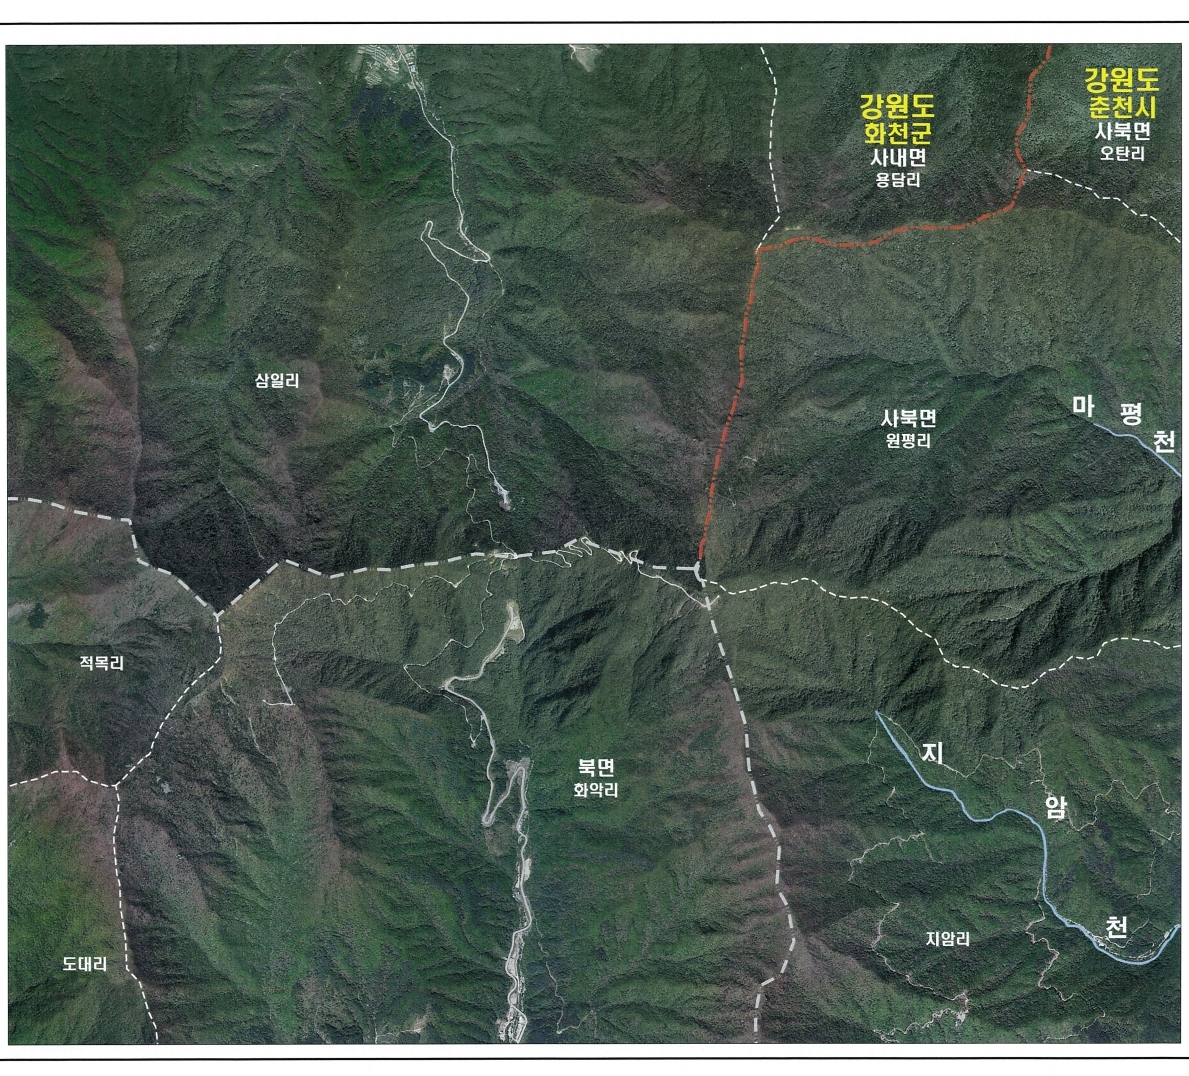 강원도
춘천시
사북면
오탄리
강원도
화천군
사내면
용담리
삼일리
사북면
원평리
마 평 천
적목리
북면
화악리
지 암 천
지암리
도대리